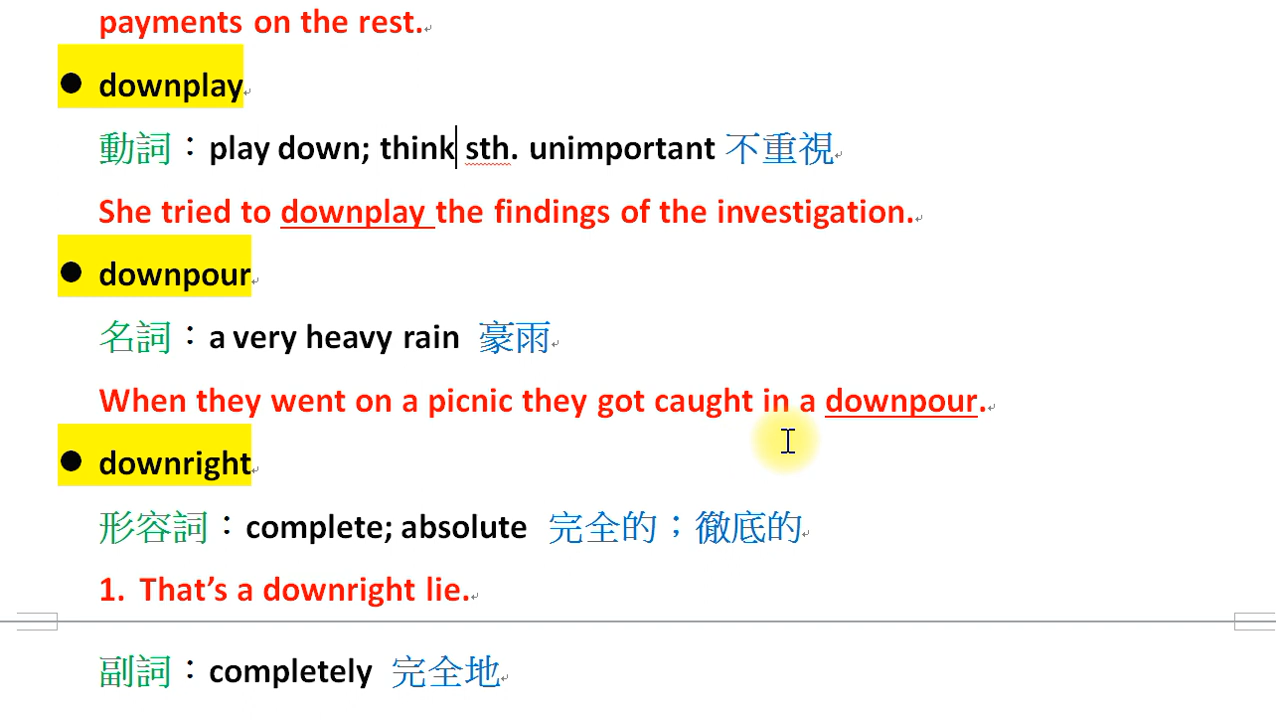 payments on the rest.
● downplay
動詞：play down; think sth. unimportant 不重視
She tried to downplay the findings of the investigation.
● downpour
名詞：a very heavy rain 豪雨
When they went on a picnic they got caught in a downpour.
● downright
形容詞：complete; absolute 完全的；徹底的
1. That’s a downright lie.
副詞：completely 完全地